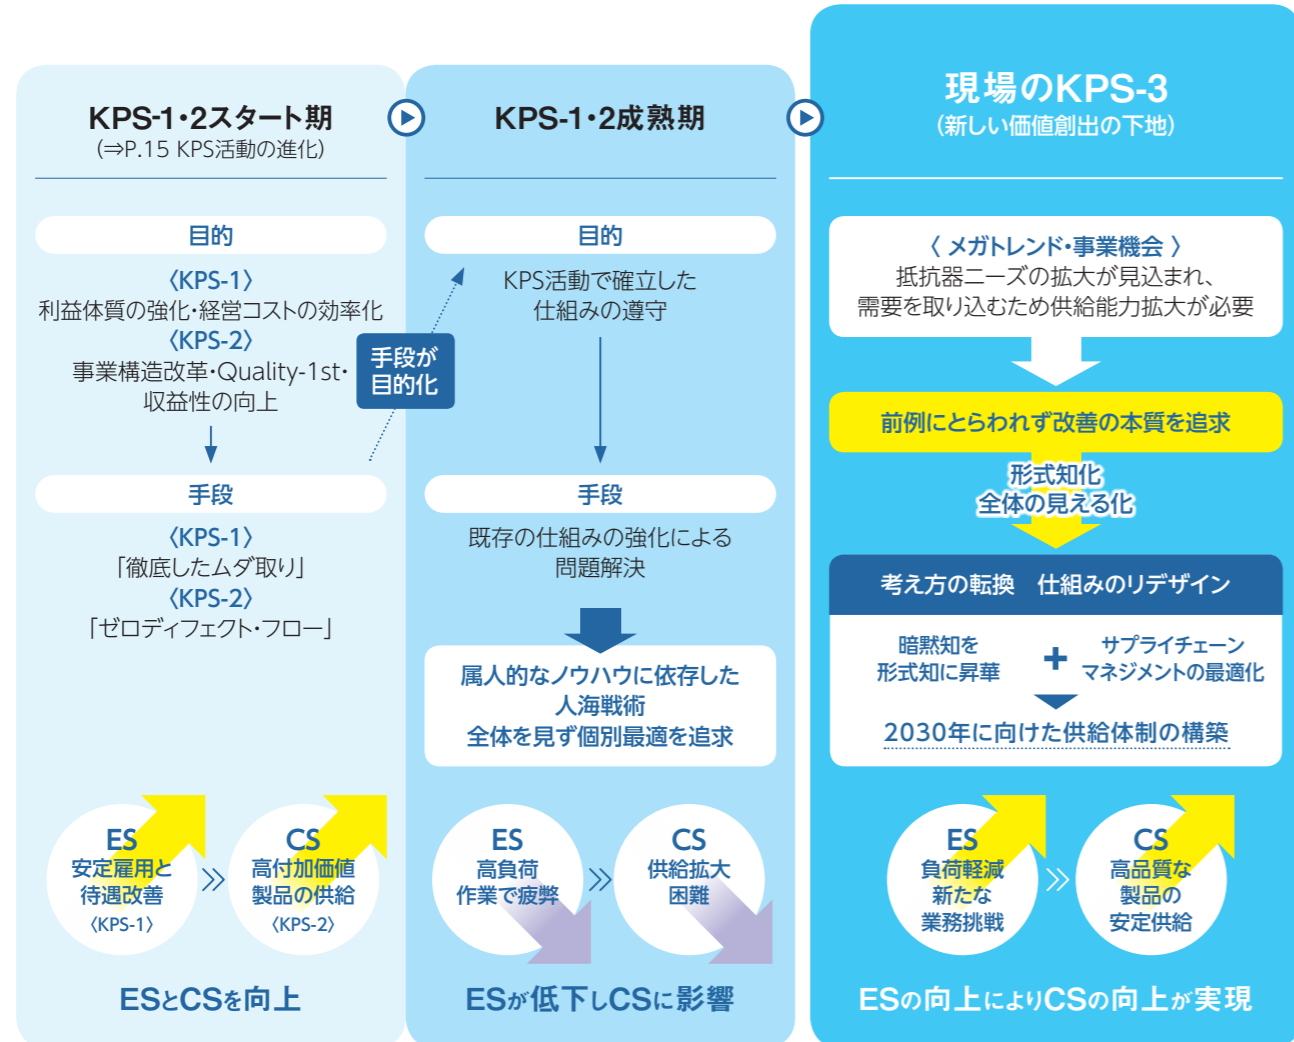 KPS-1・2スタート期
(⇒P.15 KPS活動の進化)
目的
〈KPS-1〉
利益体質の強化・経営コストの効率化
〈KPS-2〉
事業構造改革・Quality-1st・
収益性の向上
手段
〈KPS-1〉
「徹底したムダ取り」
〈KPS-2〉
「ゼロディフェクト・フロー」
ES
安定雇用と
待遇改善
〈KPS-1〉
CS
高付加価値
製品の供給
〈KPS-2〉
ESとCSを向上
手段が
目的化
KPS-1・2成熟期
目的
KPS活動で確立した
仕組みの遵守
手段
既存の仕組みの強化による
問題解決
属人的なノウハウに依存した
人海戦術
全体を見ず個別最適を追求
ES
高負荷
作業で疲弊
CS
供給拡大
困難
ESが低下しCSに影響
現場のKPS-3
(新しい価値創出の下地)
〈 メガトレンド・事業機会 〉
抵抗器ニーズの拡大が見込まれ、
需要を取り込むため供給能力拡大が必要
前例にとらわれず改善の本質を追求
形式知化
全体の見える化
考え方の転換 仕組みのリデザイン
暗黙知を
形式知に昇華
+
サプライチェーン
マネジメントの最適化
2030年に向けた供給体制の構築
ES
負荷軽減
新たな
業務挑戦
CS
高品質な
製品の
安定供給
ESの向上によりCSの向上が実現